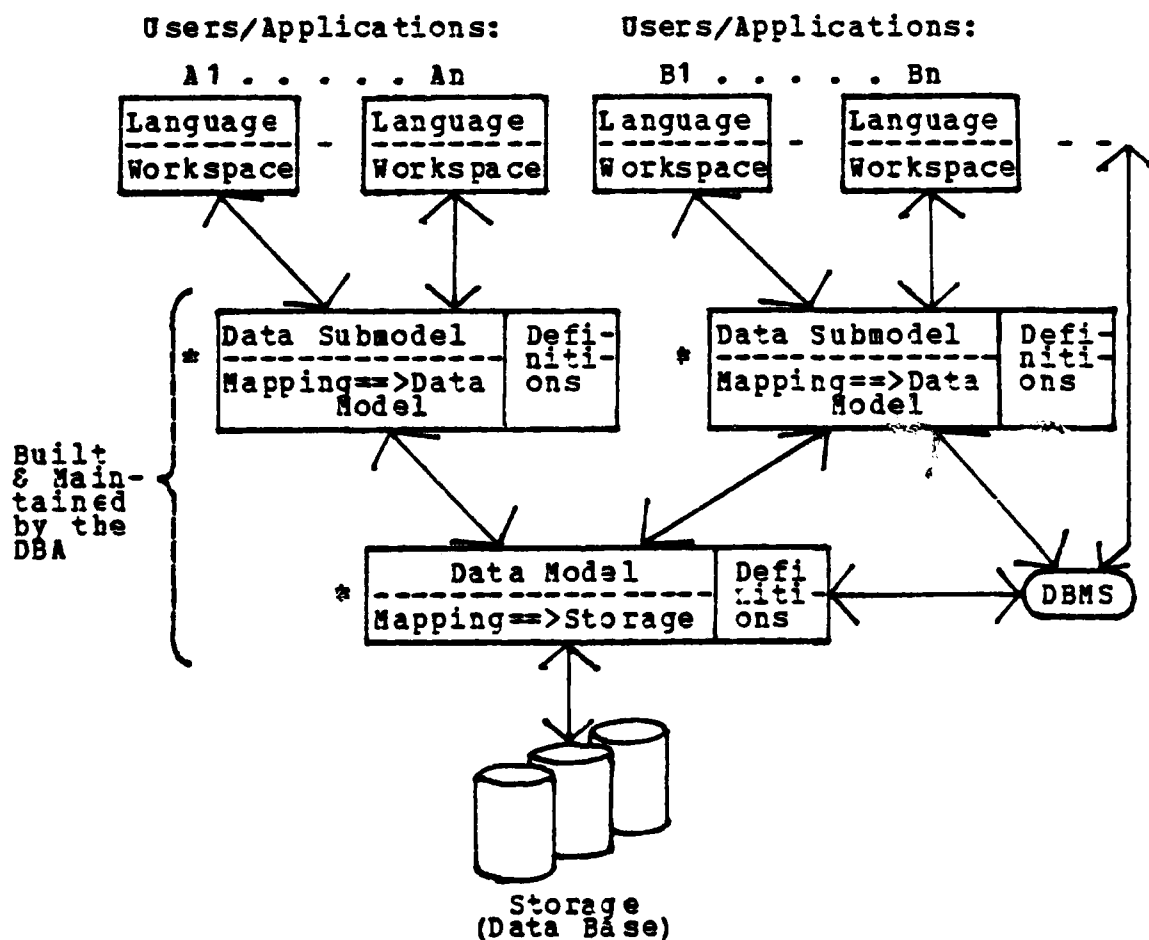 Users/Applications: Users/Applications:
A1 . . . . . An B1 . . . . . Bn
Language Language Language Language
Workspace Workspace Workspace Workspace
* Data Submodel Defi-
niti-
ons
Mapping==>Data
Model
* Data Submodel Defi-
niti-
ons
Mapping==>Data
Model
Built
& Main-
tained
by the
DBA
* Data Model Defi
niti-
ons
Mapping==>Storage
DBMS
Storage
(Data Base)